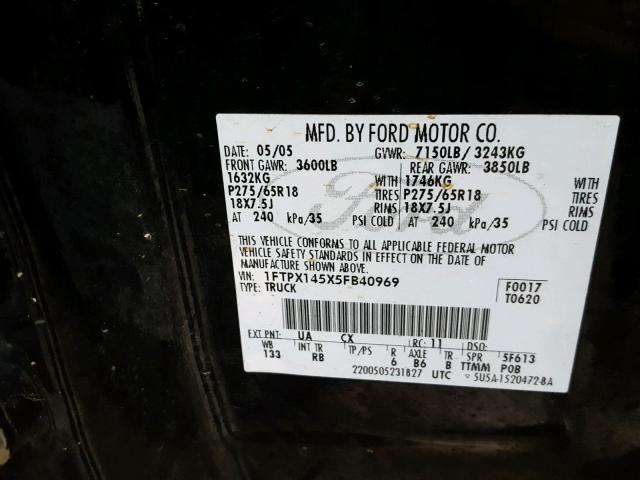 MFD. BY FORD MOTOR CO.
DATE: 05/05 GVWR: 7150LB/ 3243KG
FRONT GAWR: 3600LB REAR GAWR: 3850LB
1632KG WITH 1746KG WITH
P275/65R18 TIRES P275/65R18 TIRES
18X7.5J RIMS 18X7.5J RIMS
AT 240 kPa/35 PSI COLD AT 240 kPa/35 PSI COLD
Ford
THIS VEHICLE CONFORMS TO ALL APPLICABLE FEDERAL MOTOR
VEHICLE SAFETY STANDARDS IN EFFECT ON THE DATE OF
MANUFACTURE SHOWN ABOVE.
VIN: 1FTPX145X5FB40969 F0017
TYPE: TRUCK T0620
EXT PNT: UA CX RC: 11 DSO:
WB INT TR TP/PS R AXLE TR SPR 5F613
133 RB 6 B6 B TTMM POB
2200505231827 UTC 5U5A-1520472-BA